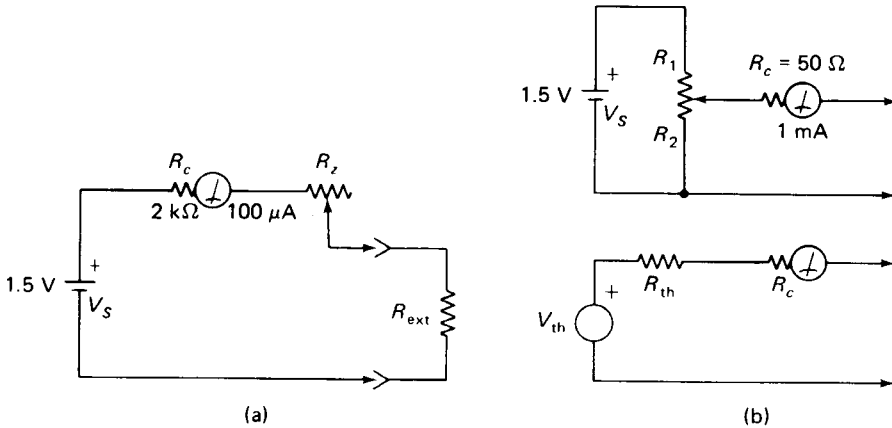 1.5 V
+
V_S
R_c
2 kΩ
100 μA
R_z
R_ext
(a)
1.5 V
+
V_S
R_1
R_2
R_c = 50 Ω
1 mA
V_th
+
R_th
R_c
(b)